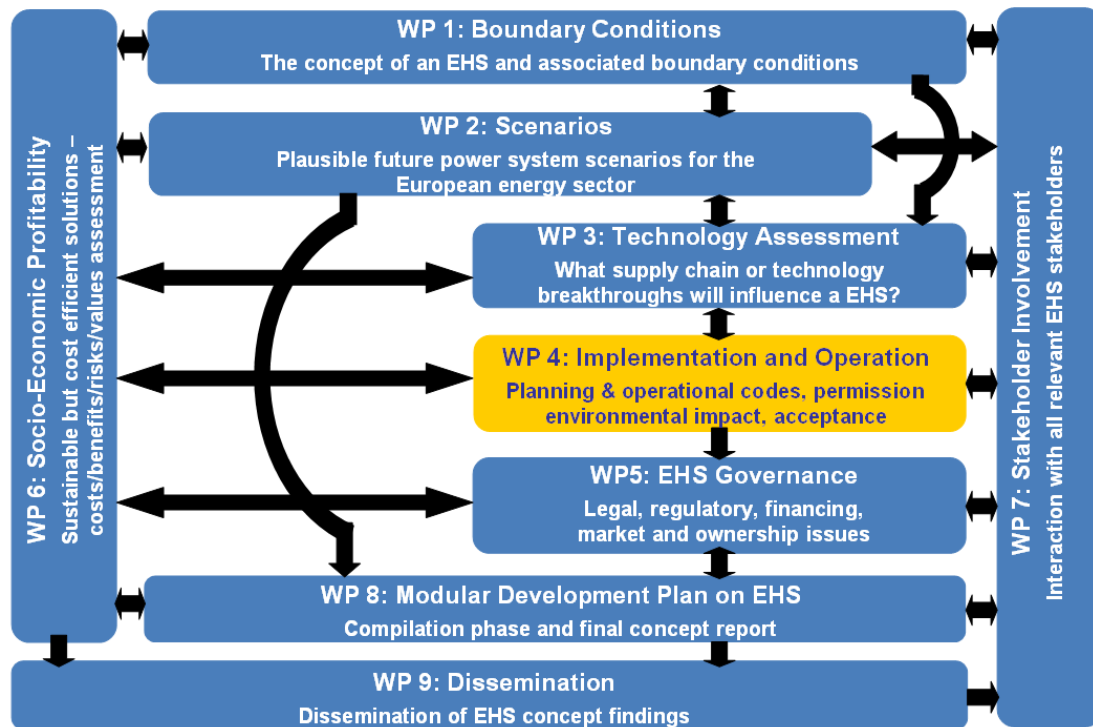 WP 1: Boundary Conditions
The concept of an EHS and associated boundary conditions
WP 2: Scenarios
Plausible future power system scenarios for the
European energy sector
WP 3: Technology Assessment
What supply chain or technology
breakthroughs will influence a EHS?
WP 4: Implementation and Operation
Planning & operational codes, permission
environmental impact, acceptance
WP5: EHS Governance
Legal, regulatory, financing,
market and ownership issues
WP 6: Socio-Economic Profitability
Sustainable but cost efficient solutions –
costs/benefits/risks/values assessment
WP 7: Stakeholder Involvement
Interaction with all relevant EHS stakeholders
WP 8: Modular Development Plan on EHS
Compilation phase and final concept report
WP 9: Dissemination
Dissemination of EHS concept findings